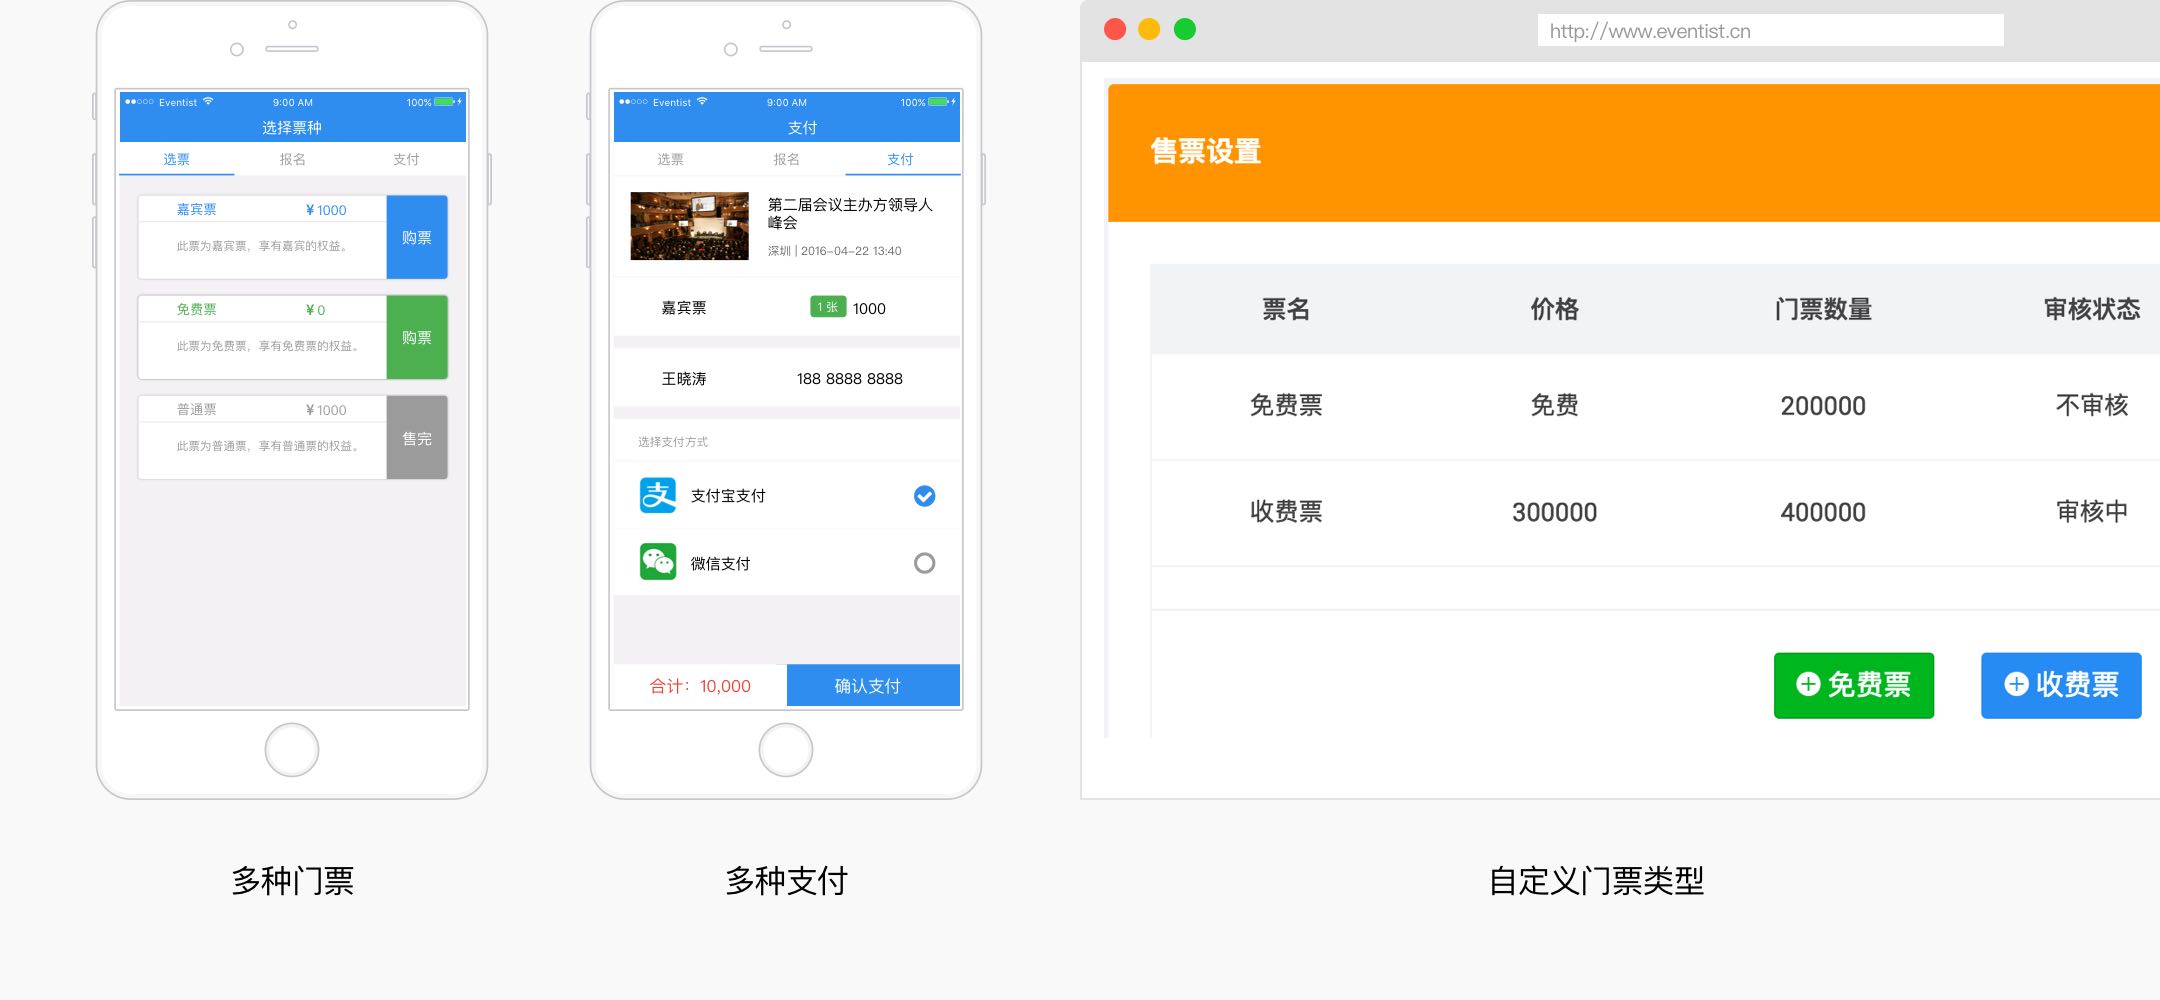 Eventist
9:00 AM
100%
选择票种
选票
报名
支付
嘉宾票
¥1000
此票为嘉宾票，享有嘉宾的权益。
购票
免费票
¥0
此票为免费票，享有免费票的权益。
购票
普通票
¥1000
此票为普通票，享有普通票的权益。
售完
多种门票
Eventist
9:00 AM
100%
支付
选票
报名
支付
第二届会议主办方领导人
峰会
深圳 | 2016-04-22 13:40
嘉宾票
1 张
1000
王晓涛
188 8888 8888
选择支付方式
支
支付宝支付
微信支付
合计：10,000
确认支付
多种支付
http://www.eventist.cn
售票设置
票名 价格 门票数量 审核状态
免费票 免费 200000 不审核
收费票 300000 400000 审核中
免费票
收费票
自定义门票类型